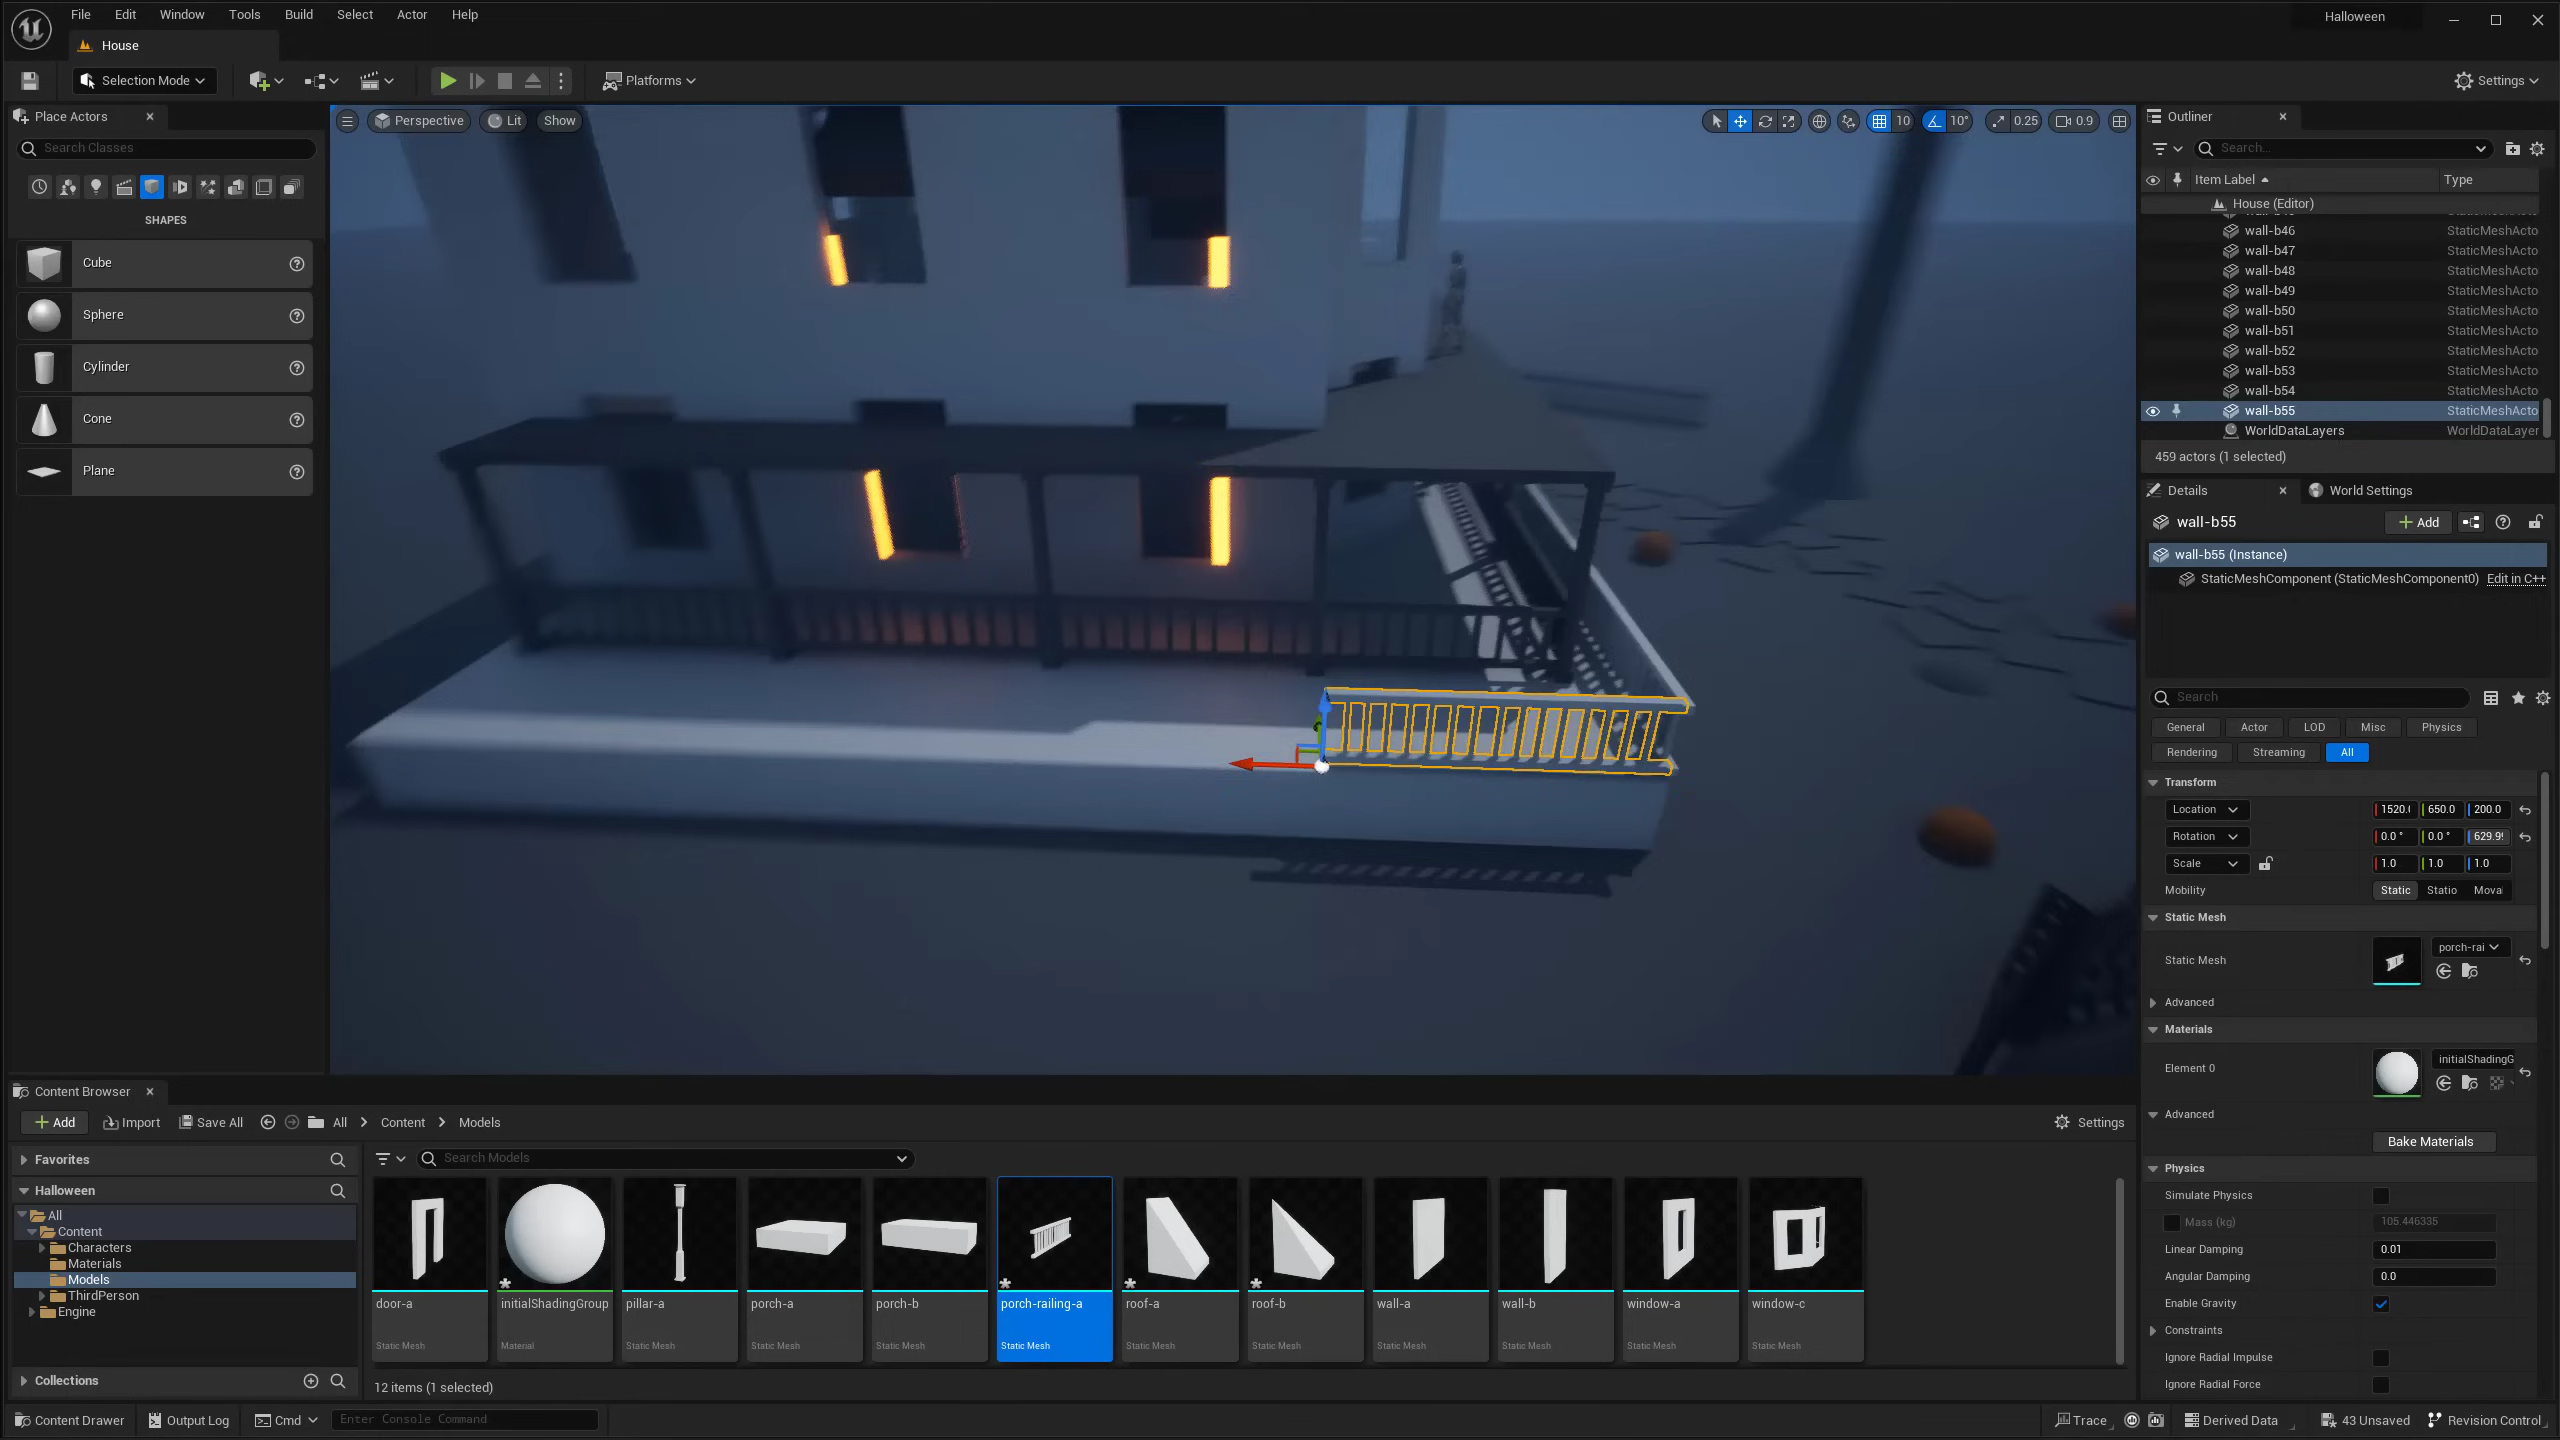 File Edit Window Tools Build Select Actor Help
Halloween
House
Selection Mode
Platforms
Settings
Place Actors
Search Classes
SHAPES
Cube
Sphere
Cylinder
Cone
Plane
Perspective Lit Show
10 10° 0.25 0.9
Outliner
Search...
Item Label Type
House (Editor)
wall-b46 StaticMeshActo
wall-b47 StaticMeshActo
wall-b48 StaticMeshActo
wall-b49 StaticMeshActo
wall-b50 StaticMeshActo
wall-b51 StaticMeshActo
wall-b52 StaticMeshActo
wall-b53 StaticMeshActo
wall-b54 StaticMeshActo
wall-b55 StaticMeshActo
WorldDataLayers WorldDataLayer
459 actors (1 selected)
Details World Settings
wall-b55 Add
wall-b55 (Instance)
StaticMeshComponent (StaticMeshComponent0) Edit in C++
Search
General Actor LOD Misc Physics
Rendering Streaming All
Transform
Location 1520. 650.0 200.0
Rotation 0.0 ° 0.0 ° 629.9
Scale 1.0 1.0 1.0
Mobility Static Statio Mova
Static Mesh
Static Mesh porch-rai
Advanced
Materials
Element 0 initialShadingG
Advanced
Bake Materials
Physics
Simulate Physics
Mass (kg) 105.446335
Linear Damping 0.01
Angular Damping 0.0
Enable Gravity
Constraints
Ignore Radial Impulse
Ignore Radial Force
Content Browser
Add Import Save All All Content Models Settings
Favorites
Halloween
All
Content
Characters
Materials
Models
ThirdPerson
Engine
Collections
Search Models
door-a initialShadingGroup pillar-a porch-a porch-b porch-railing-a roof-a roof-b wall-a wall-b window-a window-c
Static Mesh Material Static Mesh Static Mesh Static Mesh Static Mesh Static Mesh Static Mesh Static Mesh Static Mesh Static Mesh Static Mesh
12 items (1 selected)
Content Drawer Output Log Cmd Enter Console Command
Trace Derived Data 43 Unsaved Revision Control